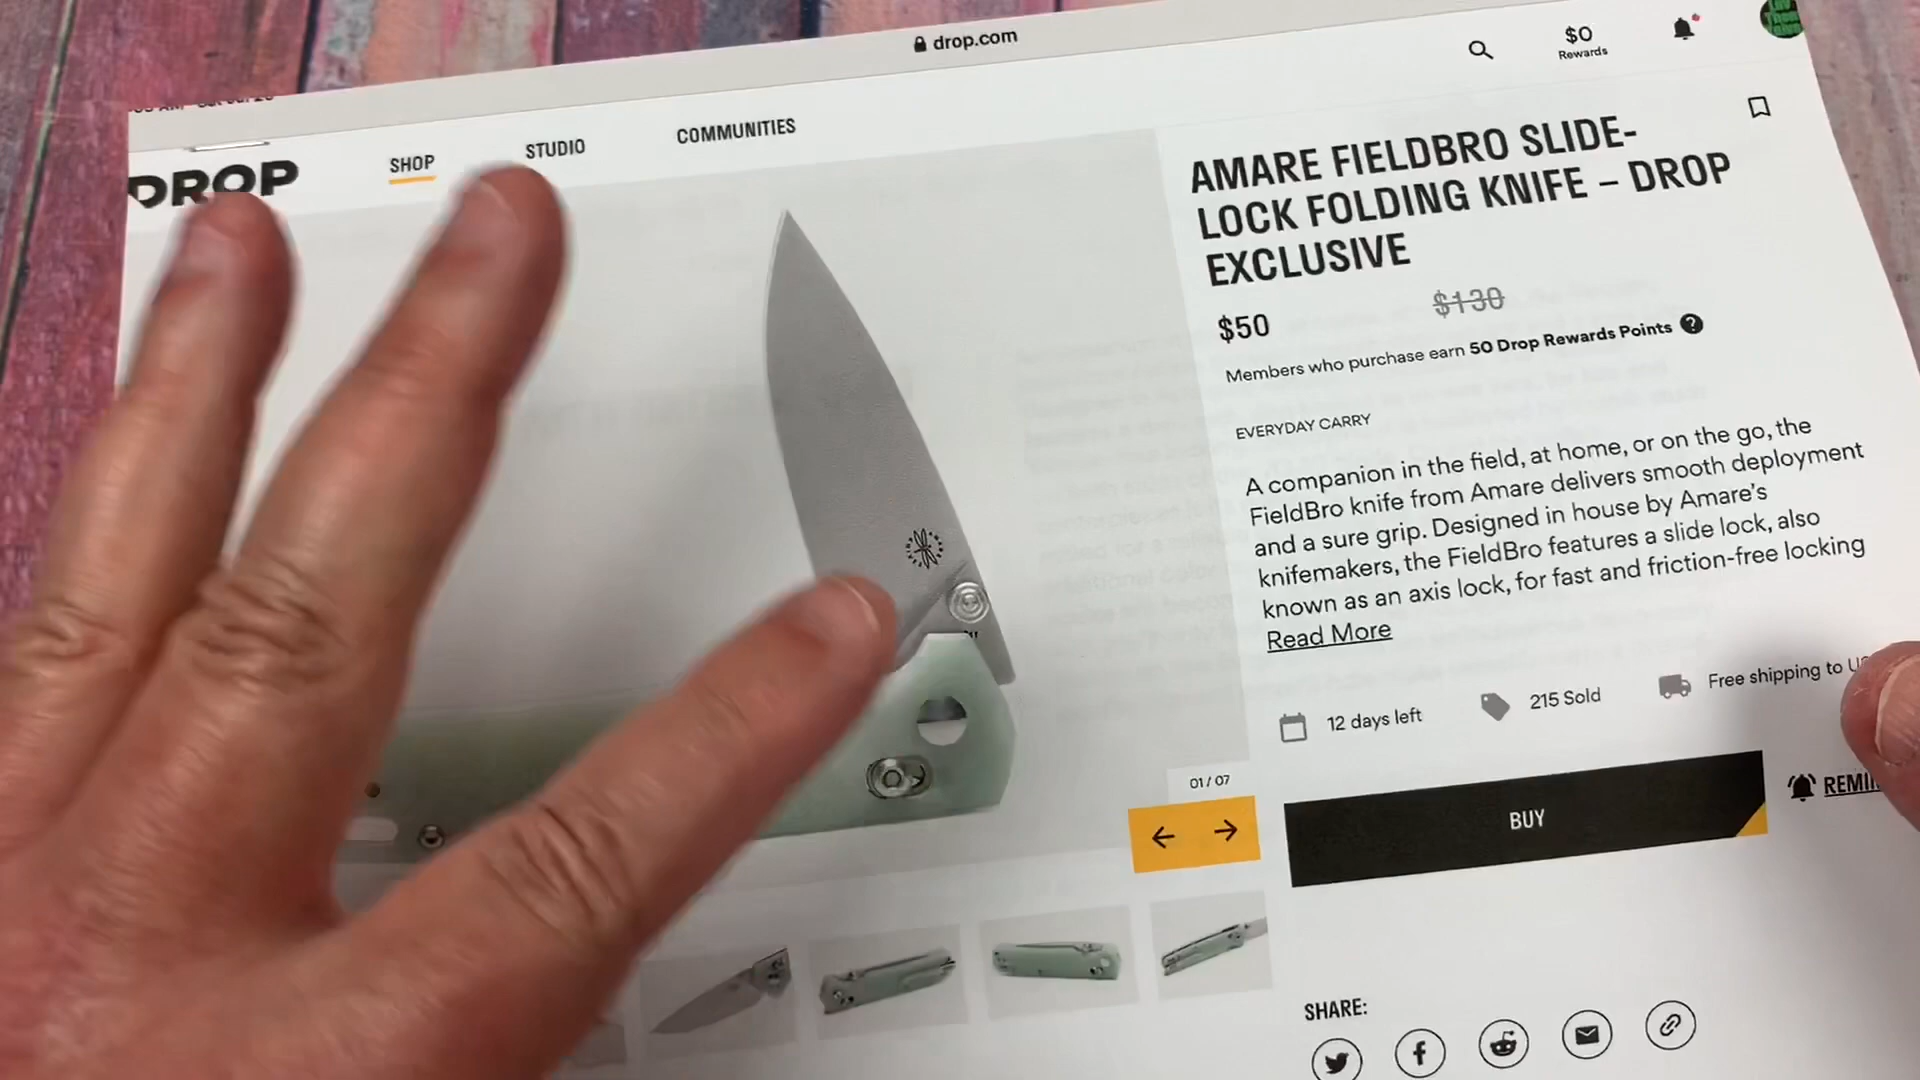 drop.com
$0
Rewards
DROP
SHOP
STUDIO
COMMUNITIES
AMARE FIELDBRO SLIDE-
LOCK FOLDING KNIFE – DROP
EXCLUSIVE
$50
$130
Members who purchase earn 50 Drop Rewards Points ?
EVERYDAY CARRY
A companion in the field, at home, or on the go, the
FieldBro knife from Amare delivers smooth deployment
and a sure grip. Designed in house by Amare's
knifemakers, the FieldBro features a slide lock, also
known as an axis lock, for fast and friction-free locking
Read More
12 days left
215 Sold
Free shipping to
01 / 07
BUY
SHARE: